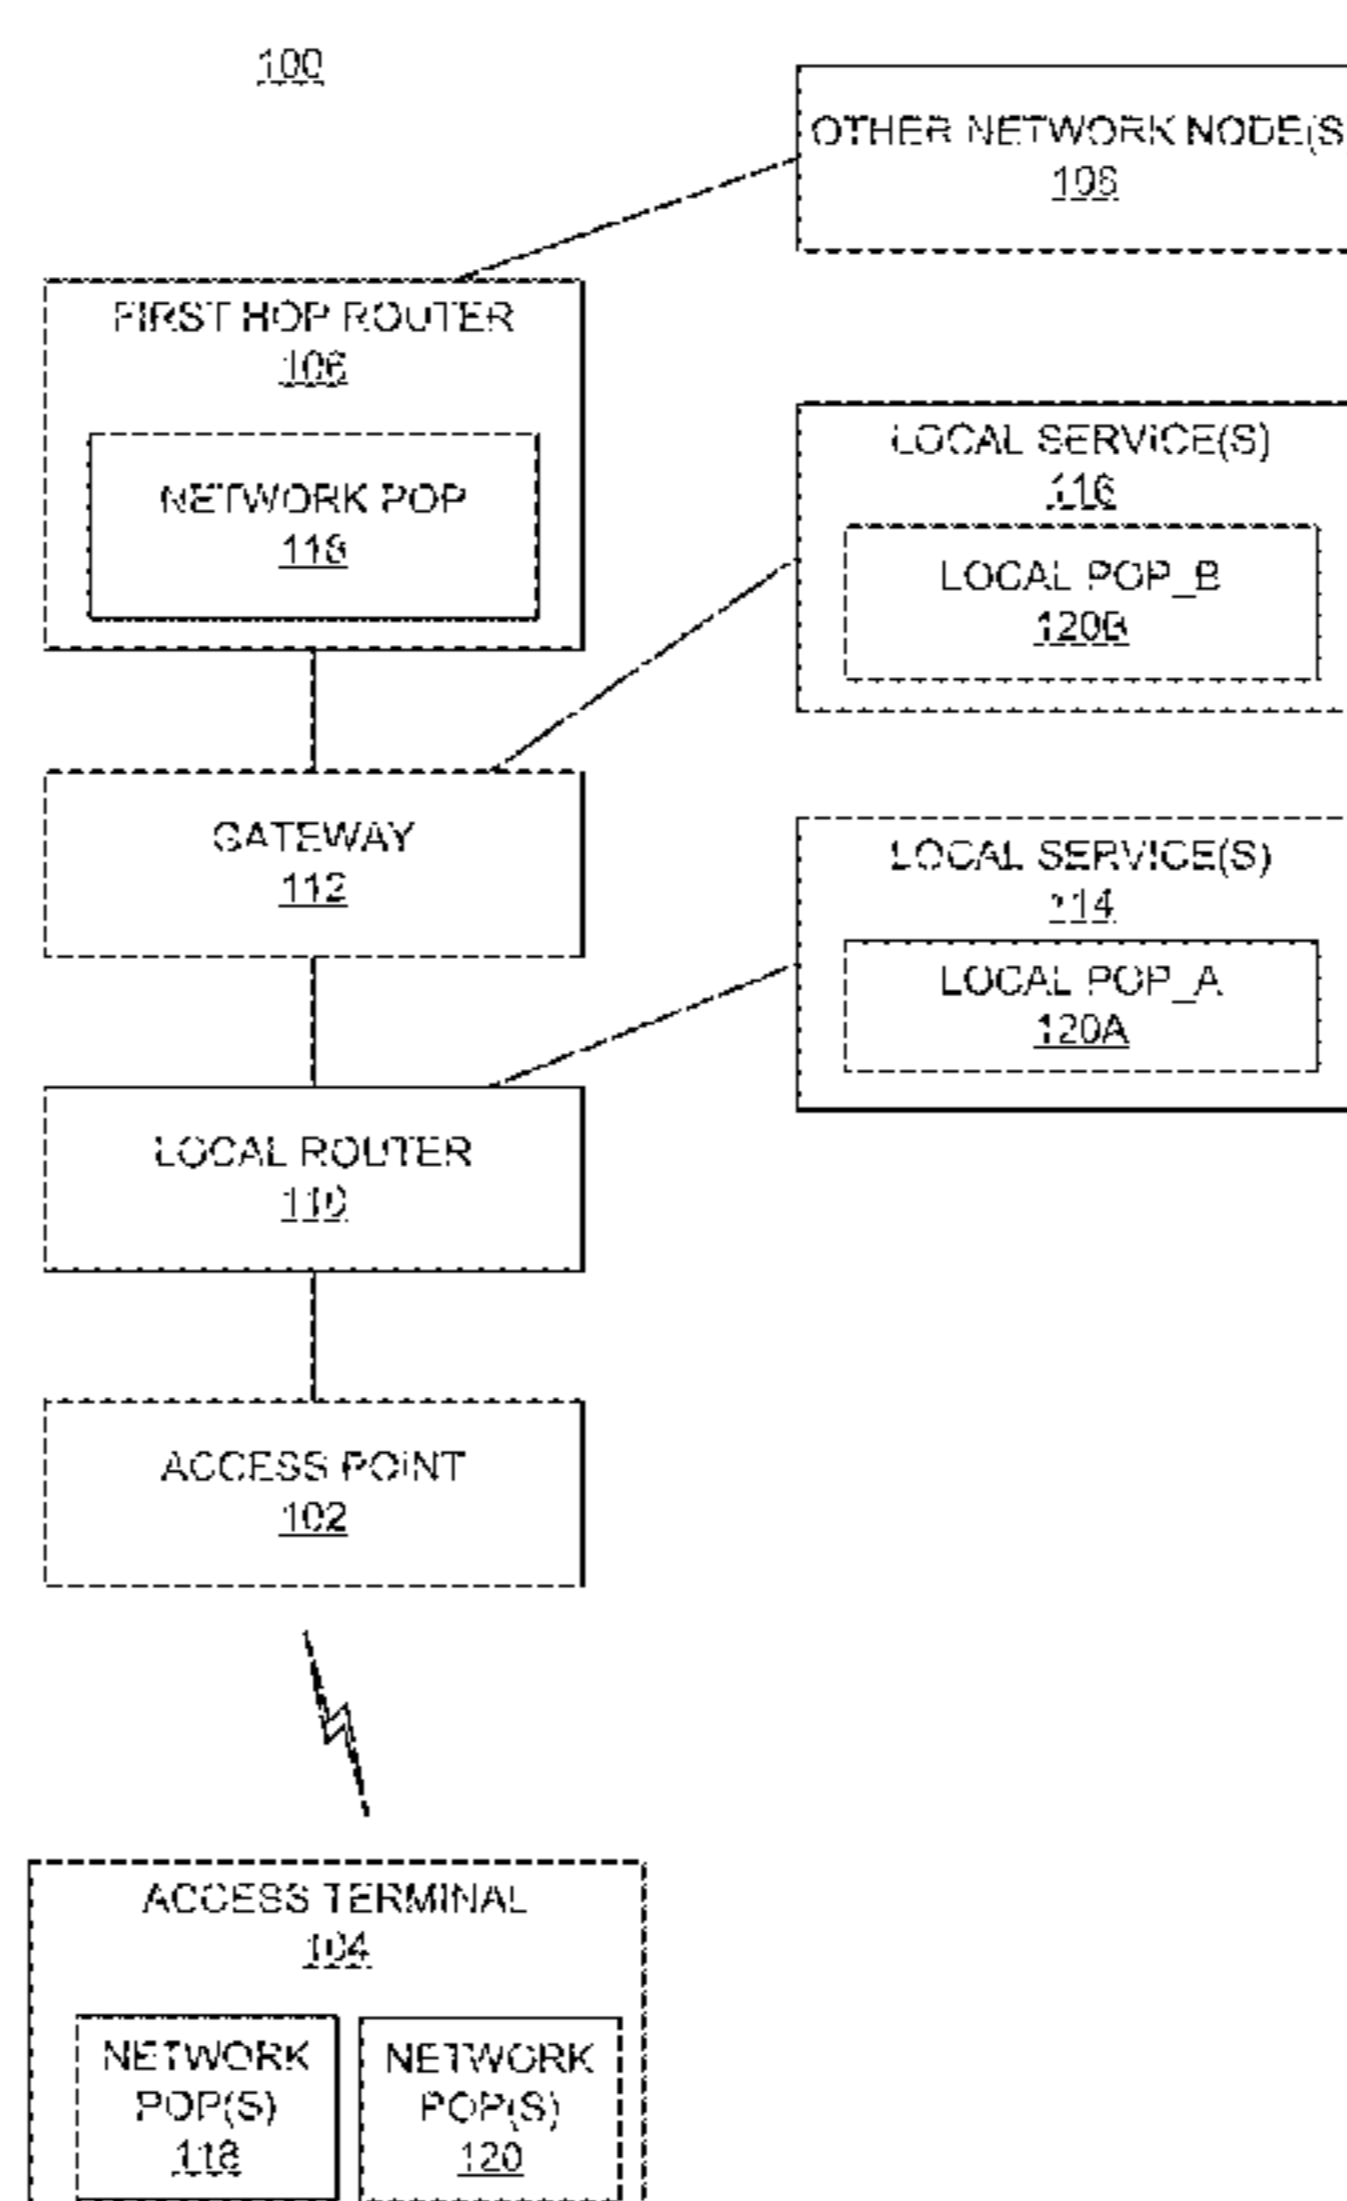 100
OTHER NETWORK NODE(S
108
FIRST HOP ROUTER
106
NETWORK POP
118
LOCAL SERVICE(S)
116
LOCAL POP_B
120B
GATEWAY
112
LOCAL SERVICE(S)
114
LOCAL POP_A
120A
LOCAL ROUTER
110
ACCESS POINT
102
ACCESS TERMINAL
104
NETWORK
POP(S)
118
NETWORK
POP(S)
120